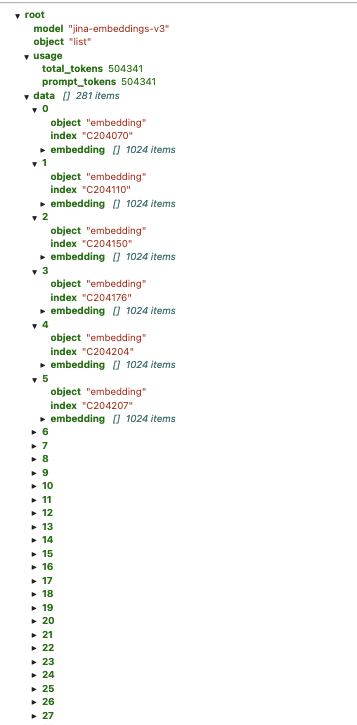 root
model "jina-embeddings-v3"
object "list"
usage
total_tokens 504341
prompt_tokens 504341
data [] 281 items
0
object "embedding"
index "C204070"
embedding [] 1024 items
1
object "embedding"
index "C204110"
embedding [] 1024 items
2
object "embedding"
index "C204150"
embedding [] 1024 items
3
object "embedding"
index "C204176"
embedding [] 1024 items
4
object "embedding"
index "C204204"
embedding [] 1024 items
5
object "embedding"
index "C204207"
embedding [] 1024 items
6
7
8
9
10
11
12
13
14
15
16
17
18
19
20
21
22
23
24
25
26
27